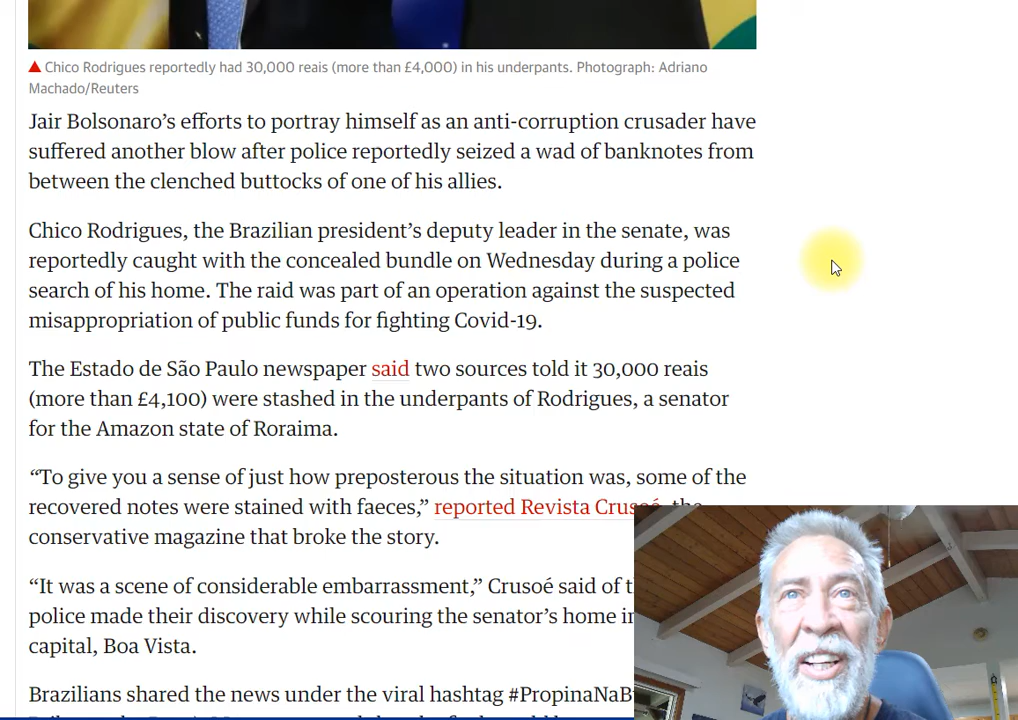 Chico Rodrigues reportedly had 30,000 reais (more than £4,000) in his underpants. Photograph: Adriano
Machado/Reuters
Jair Bolsonaro’s efforts to portray himself as an anti-corruption crusader have
suffered another blow after police reportedly seized a wad of banknotes from
between the clenched buttocks of one of his allies.
Chico Rodrigues, the Brazilian president’s deputy leader in the senate, was
reportedly caught with the concealed bundle on Wednesday during a police
search of his home. The raid was part of an operation against the suspected
misappropriation of public funds for fighting Covid-19.
The Estado de São Paulo newspaper said two sources told it 30,000 reais
(more than £4,100) were stashed in the underpants of Rodrigues, a senator
for the Amazon state of Roraima.
“To give you a sense of just how preposterous the situation was, some of the
recovered notes were stained with faeces,” reported Revista Crusoé, the
conservative magazine that broke the story.
“It was a scene of considerable embarrassment,” Crusoé said of
police made their discovery while scouring the senator’s home in
capital, Boa Vista.
Brazilians shared the news under the viral hashtag